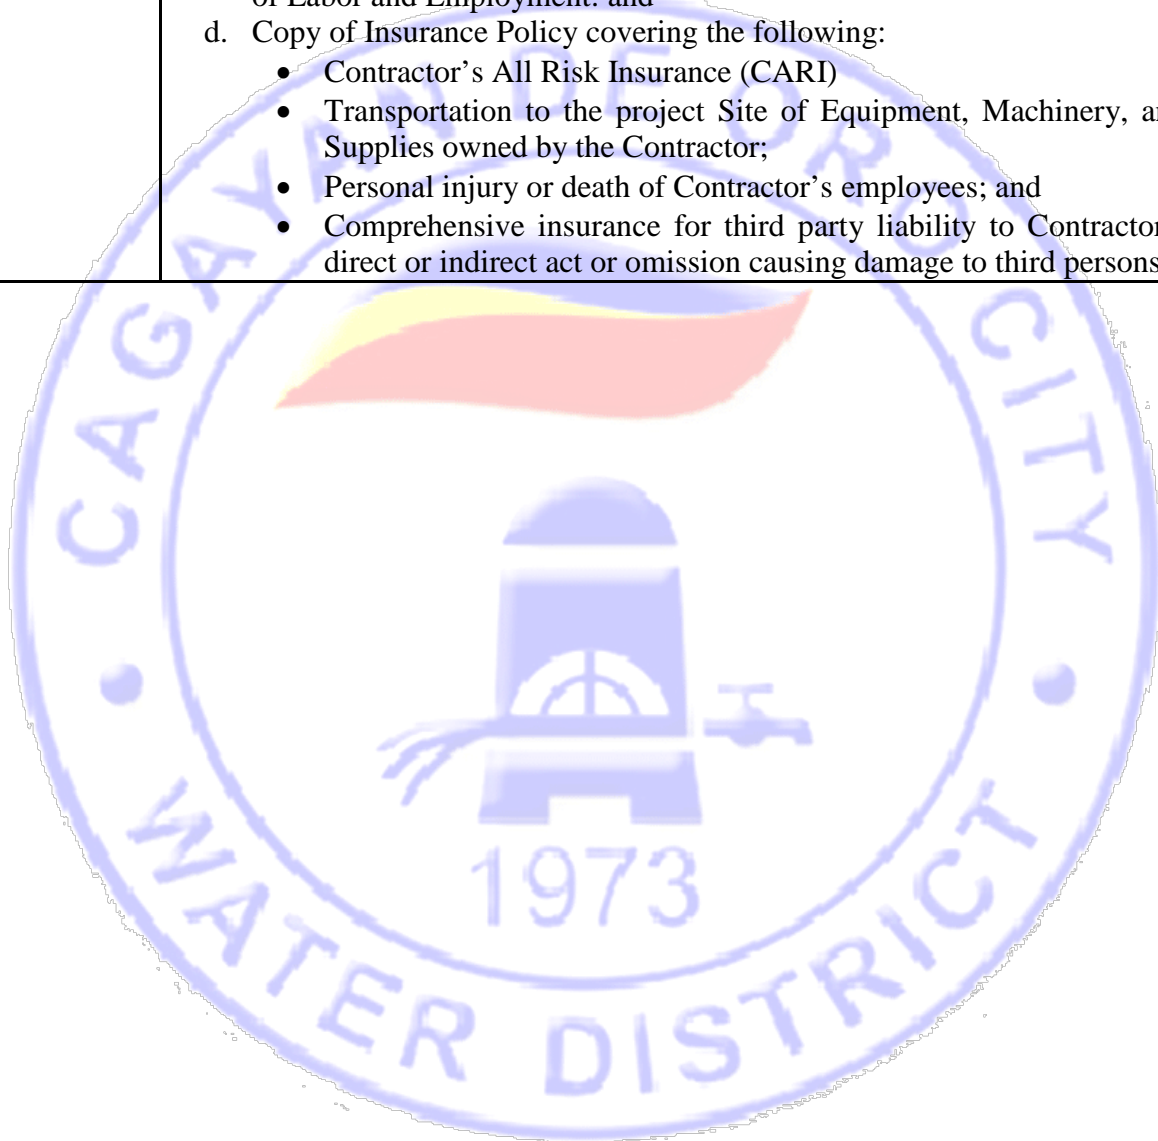 of Labor and Employment: and
d. Copy of Insurance Policy covering the following:
• Contractor’s All Risk Insurance (CARI)
• Transportation to the project Site of Equipment, Machinery,
Supplies owned by the Contractor;
• Personal injury or death of Contractor’s employees; and
• Comprehensive insurance for third party liability to Contractor
direct or indirect act or omission causing damage to third persons
CAGAYAN DE ORO CITY
1973
WATER DISTRICT